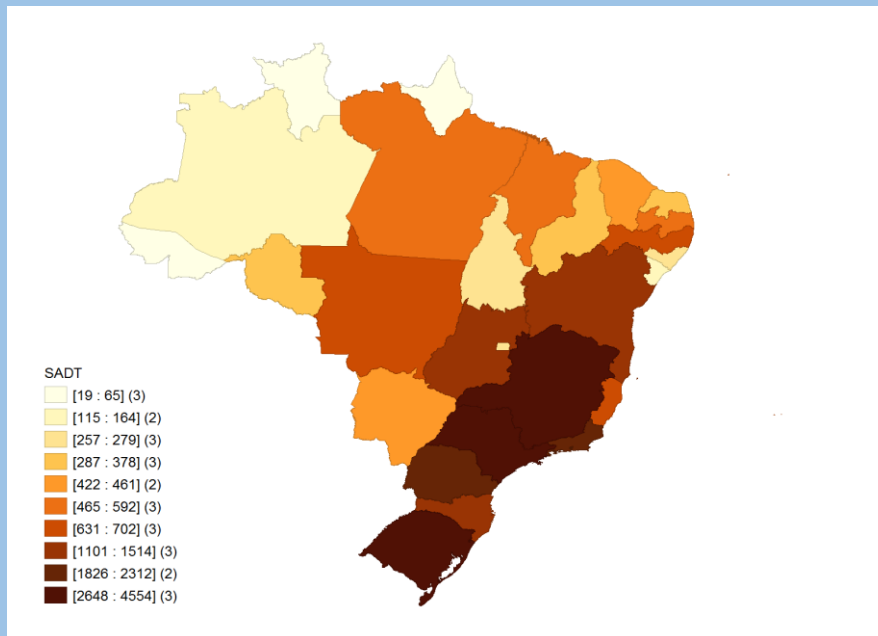 SADT
[19 : 65] (3)
[115 : 164] (2)
[257 : 279] (3)
[287 : 378] (3)
[422 : 461] (2)
[465 : 592] (3)
[631 : 702] (3)
[1101 : 1514] (3)
[1826 : 2312] (2)
[2648 : 4554] (3)